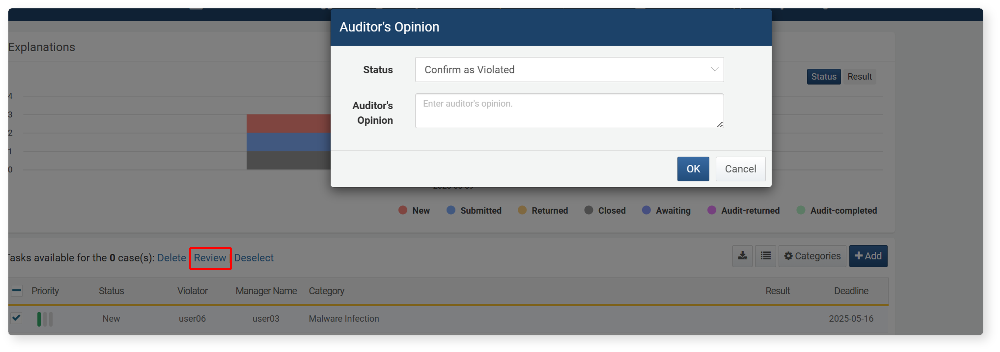 Auditor's Opinion
Explanations
Status
Confirm as Violated
Status Result
Auditor's
Opinion
Enter auditor's opinion.
4
3
2
1
0
OK Cancel
New Submitted Returned Closed Awaiting Audit-returned Audit-completed
Tasks available for the 0 case(s): Delete Review Deselect
Categories
Add
Priority Status Violator Manager Name Category Result Deadline
New user06 user03 Malware Infection 2025-05-16